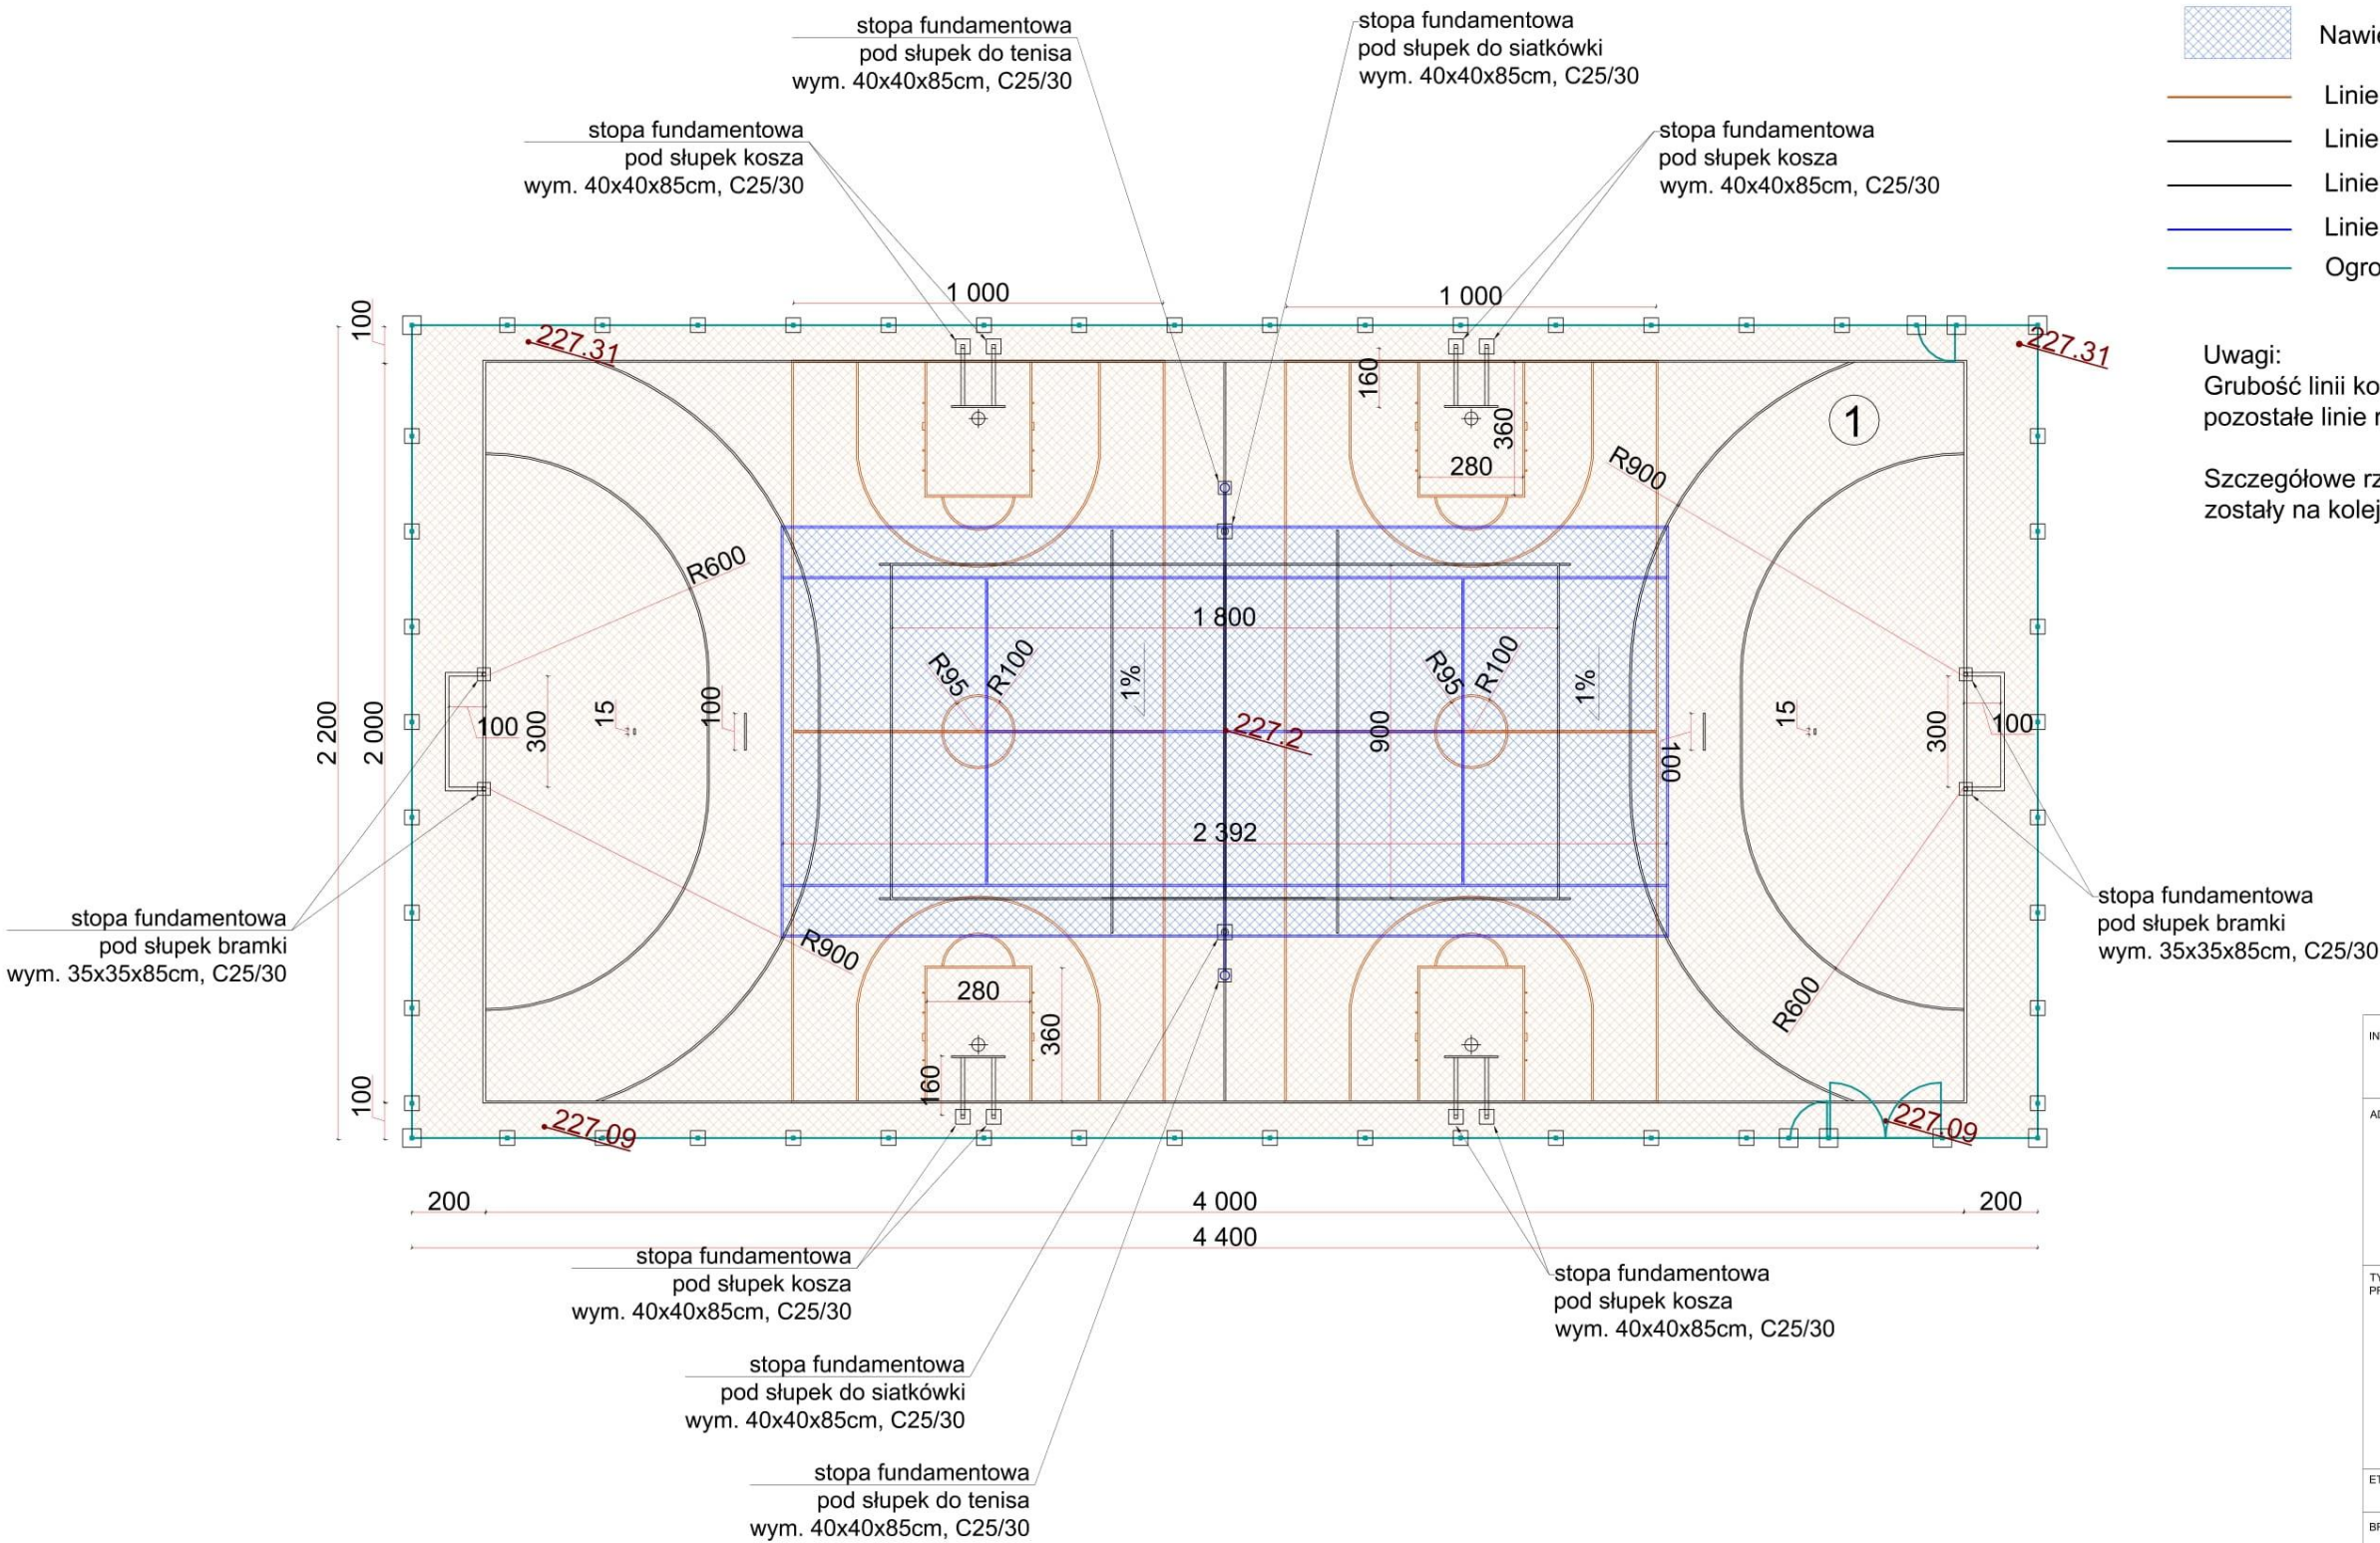 stopa fundamentowa
pod słupek do tenisa
wym. 40x40x85cm, C25/30
stopa fundamentowa
pod słupek do siatkówki
wym. 40x40x85cm, C25/30
stopa fundamentowa
pod słupek kosza
wym. 40x40x85cm, C25/30
stopa fundamentowa
pod słupek kosza
wym. 40x40x85cm, C25/30
Nawie
Linie
Linie
Linie
Linie
Ogro
Uwagi:
Grubość linii ko
pozostałe linie r
Szczegółowe rz
zostały na kolej
1 000
1 000
100
227.31
227.31
160
360
280
1
R900
R600
1 800
R95
R100
1%
R95
R100
1%
2 200
2 000
100
300
15
100
227.2
900
100
15
300
100
2 392
R900
R600
280
360
160
100
227.09
227.09
stopa fundamentowa
pod słupek bramki
wym. 35x35x85cm, C25/30
stopa fundamentowa
pod słupek bramki
wym. 35x35x85cm, C25/30
200
4 000
200
4 400
stopa fundamentowa
pod słupek kosza
wym. 40x40x85cm, C25/30
stopa fundamentowa
pod słupek kosza
wym. 40x40x85cm, C25/30
stopa fundamentowa
pod słupek do siatkówki
wym. 40x40x85cm, C25/30
stopa fundamentowa
pod słupek do tenisa
wym. 40x40x85cm, C25/30
IN
AD
TY
PR
ET
BR